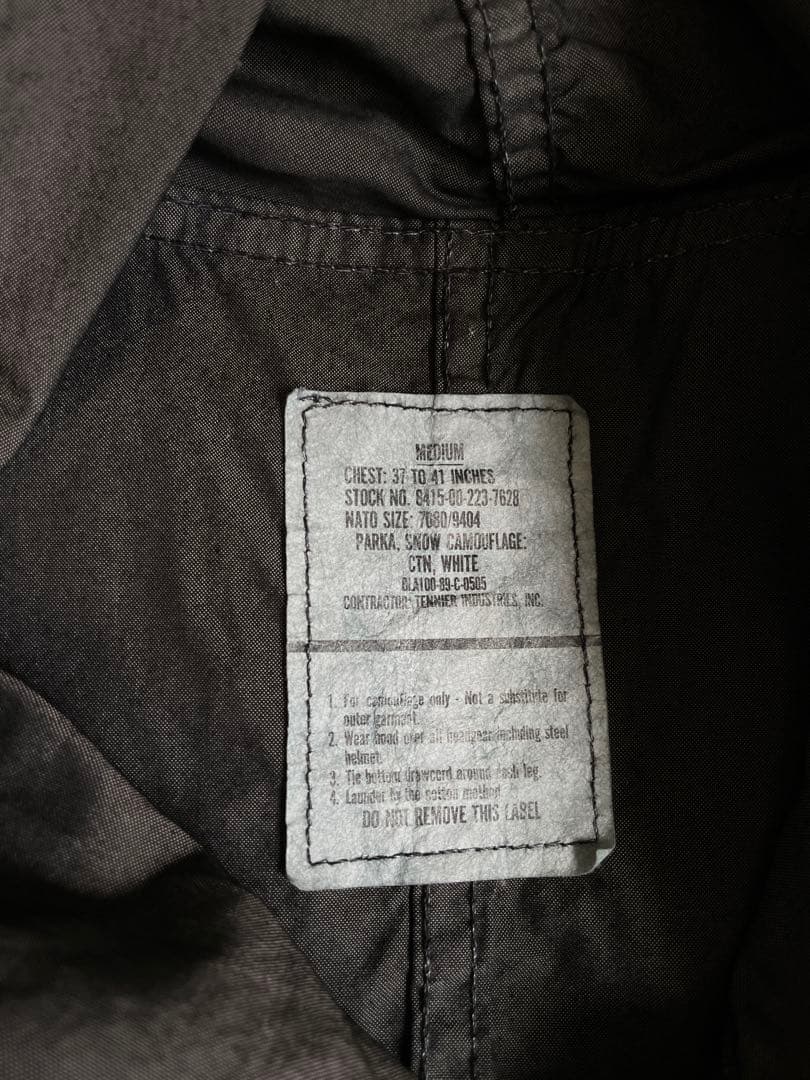 MEDIUM
CHEST: 37 TO 41 INCHES
STOCK NO. 8415-00-223-7628
NATO SIZE: 7080/9404
PARKA, SNOW CAMOUFLAGE:
CTN, WHITE
DLA100-89-C-0505
CONTRACTOR: TENNIER INDUSTRIES, INC.
1. For camouflage only - Not a substitute for
outer garment.
2. Wear hood over all headgear including steel
helmet.
3. Tie bottom drawcord around each leg.
4. Launder by the cotton method
DO NOT REMOVE THIS LABEL